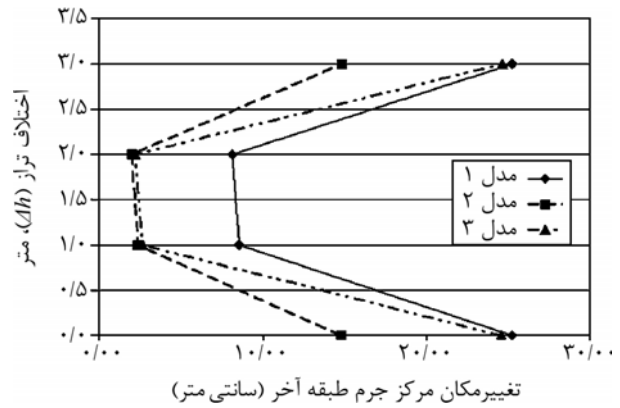 اختلاف تراز (Δh)، متر
۳/۵
۳/۰
۲/۵
۲/۰
۱/۵
۱/۰
۰/۵
۰/۰
مدل ۱
مدل ۲
مدل ۳
۰/۰۰ ۱۰/۰۰ ۲۰/۰۰ ۳۰/۰۰
تغییرمکان مرکز جرم طبقه آخر (سانتی‌متر)